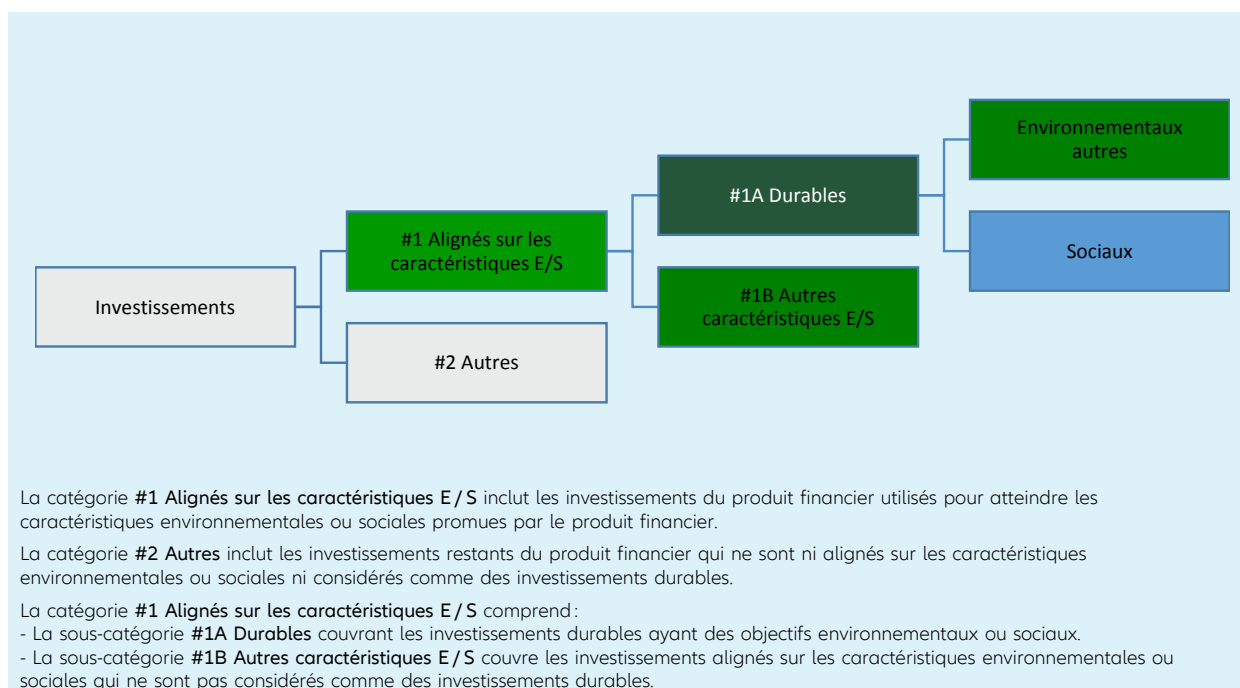 Environnementaux
autres
#1A Durables
#1 Alignés sur les
caractéristiques E/S
Sociaux
Investissements
#1B Autres
caractéristiques E/S
#2 Autres
La catégorie #1 Alignés sur les caractéristiques E / S inclut les investissements du produit financier utilisés pour atteindre les
caractéristiques environnementales ou sociales promues par le produit financier.
La catégorie #2 Autres inclut les investissements restants du produit financier qui ne sont ni alignés sur les caractéristiques
environnementales ou sociales ni considérés comme des investissements durables.
La catégorie #1 Alignés sur les caractéristiques E / S comprend :
- La sous-catégorie #1A Durables couvrant les investissements durables ayant des objectifs environnementaux ou sociaux.
- La sous-catégorie #1B Autres caractéristiques E / S couvre les investissements alignés sur les caractéristiques environnementales ou
sociales qui ne sont pas considérés comme des investissements durables.